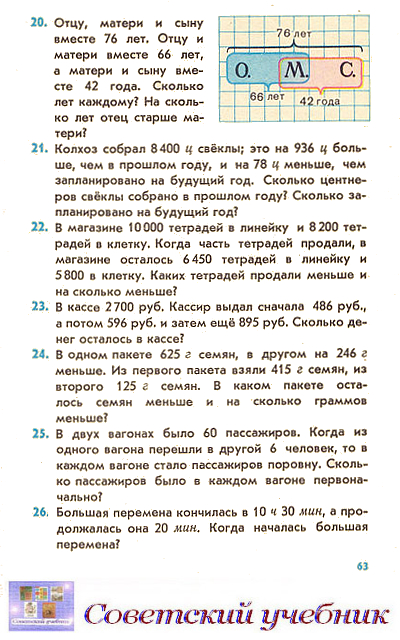 20. Отцу, матери и сыну
вместе 76 лет. Отцу и
матери вместе 66 лет,
а матери и сыну вме-
сте 42 года. Сколько
лет каждому? На сколь-
ко лет отец старше ма-
тери?
76 лет
О. М. С.
66 лет
42 года
21. Колхоз собрал 8 400 ц свёклы; это на 936 ц боль-
ше, чем в прошлом году, и на 78 ц меньше, чем
запланировано на будущий год. Сколько центне-
ров свёклы собрано в прошлом году? Сколько за-
планировано на будущий год?
22. В магазине 10 000 тетрадей в линейку и 8 200 тет-
радей в клетку. Когда часть тетрадей продали, в
магазине осталось 6 450 тетрадей в линейку и
5 800 в клетку. Каких тетрадей продали меньше и
на сколько меньше?
23. В кассе 2 700 руб. Кассир выдал сначала 486 руб.,
а потом 596 руб. и затем ещё 895 руб. Сколько де-
нег осталось в кассе?
24. В одном пакете 625 г семян, в другом на 246 г
меньше. Из первого пакета взяли 415 г семян, из
второго 125 г семян. В каком пакете оста-
лось семян меньше и на сколько граммов
меньше?
25. В двух вагонах было 60 пассажиров. Когда из
одного вагона перешли в другой 6 человек, то в
каждом вагоне стало пассажиров поровну. Сколь-
ко пассажиров было в каждом вагоне первона-
чально?
26. Большая перемена кончилась в 10 ч 30 мин, а про-
должалась она 20 мин. Когда началась большая
перемена?
63
Советский учебник
Советский учебник